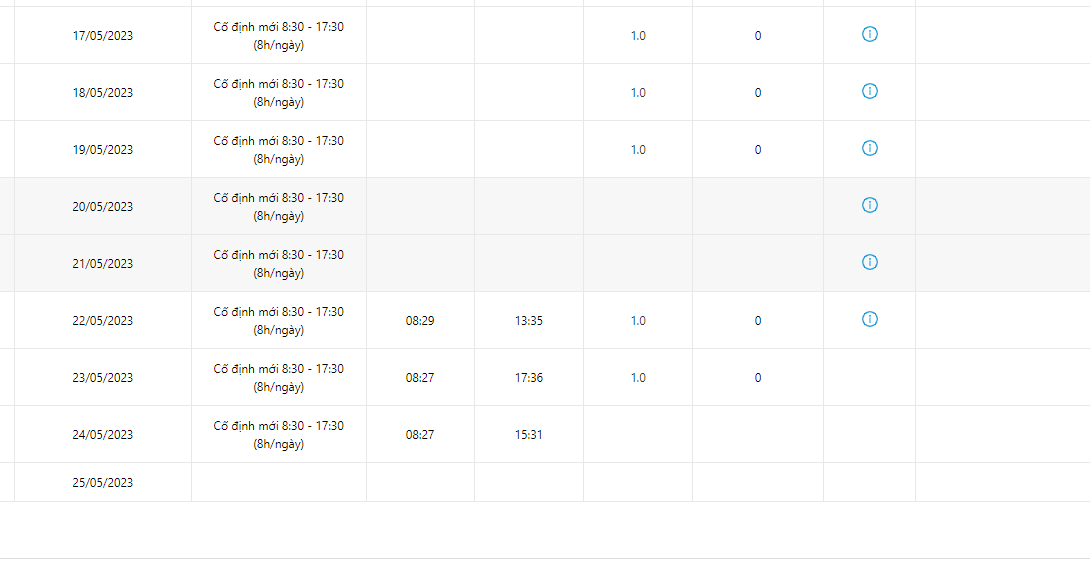 17/05/2023 Cố định mới 8:30 - 17:30 1.0 0
(8h/ngày)
18/05/2023 Cố định mới 8:30 - 17:30 1.0 0
(8h/ngày)
19/05/2023 Cố định mới 8:30 - 17:30 1.0 0
(8h/ngày)
20/05/2023 Cố định mới 8:30 - 17:30
(8h/ngày)
21/05/2023 Cố định mới 8:30 - 17:30
(8h/ngày)
22/05/2023 Cố định mới 8:30 - 17:30 08:29 13:35 1.0 0
(8h/ngày)
23/05/2023 Cố định mới 8:30 - 17:30 08:27 17:36 1.0 0
(8h/ngày)
24/05/2023 Cố định mới 8:30 - 17:30 08:27 15:31
(8h/ngày)
25/05/2023